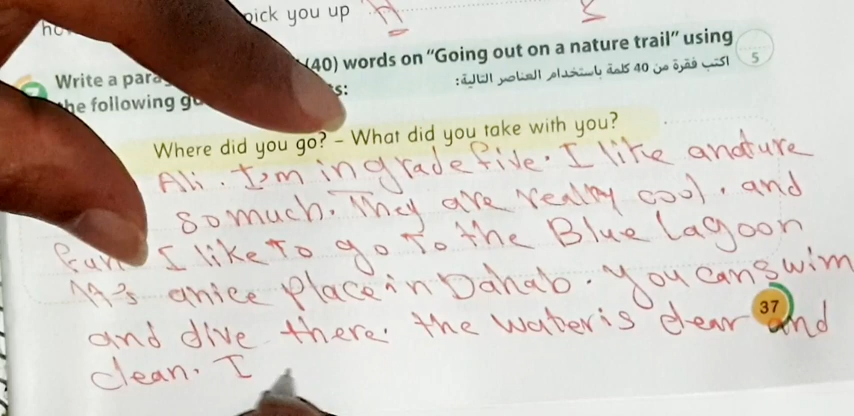 pick you up
(40) words on "Going out on a nature trail" using
5
Write a para
اكتب فقرة من 40 كلمة باستخدام العناصر التالية:
the following gu
s:
Where did you go? - What did you take with you?
Ali. I'm in grade five. I like anature
so much. They are really cool. and
fun I like To go To the Blue Lagoon
It's anice place in Dahab. You can swim
37
and dive there. the water is clear and
clean. I